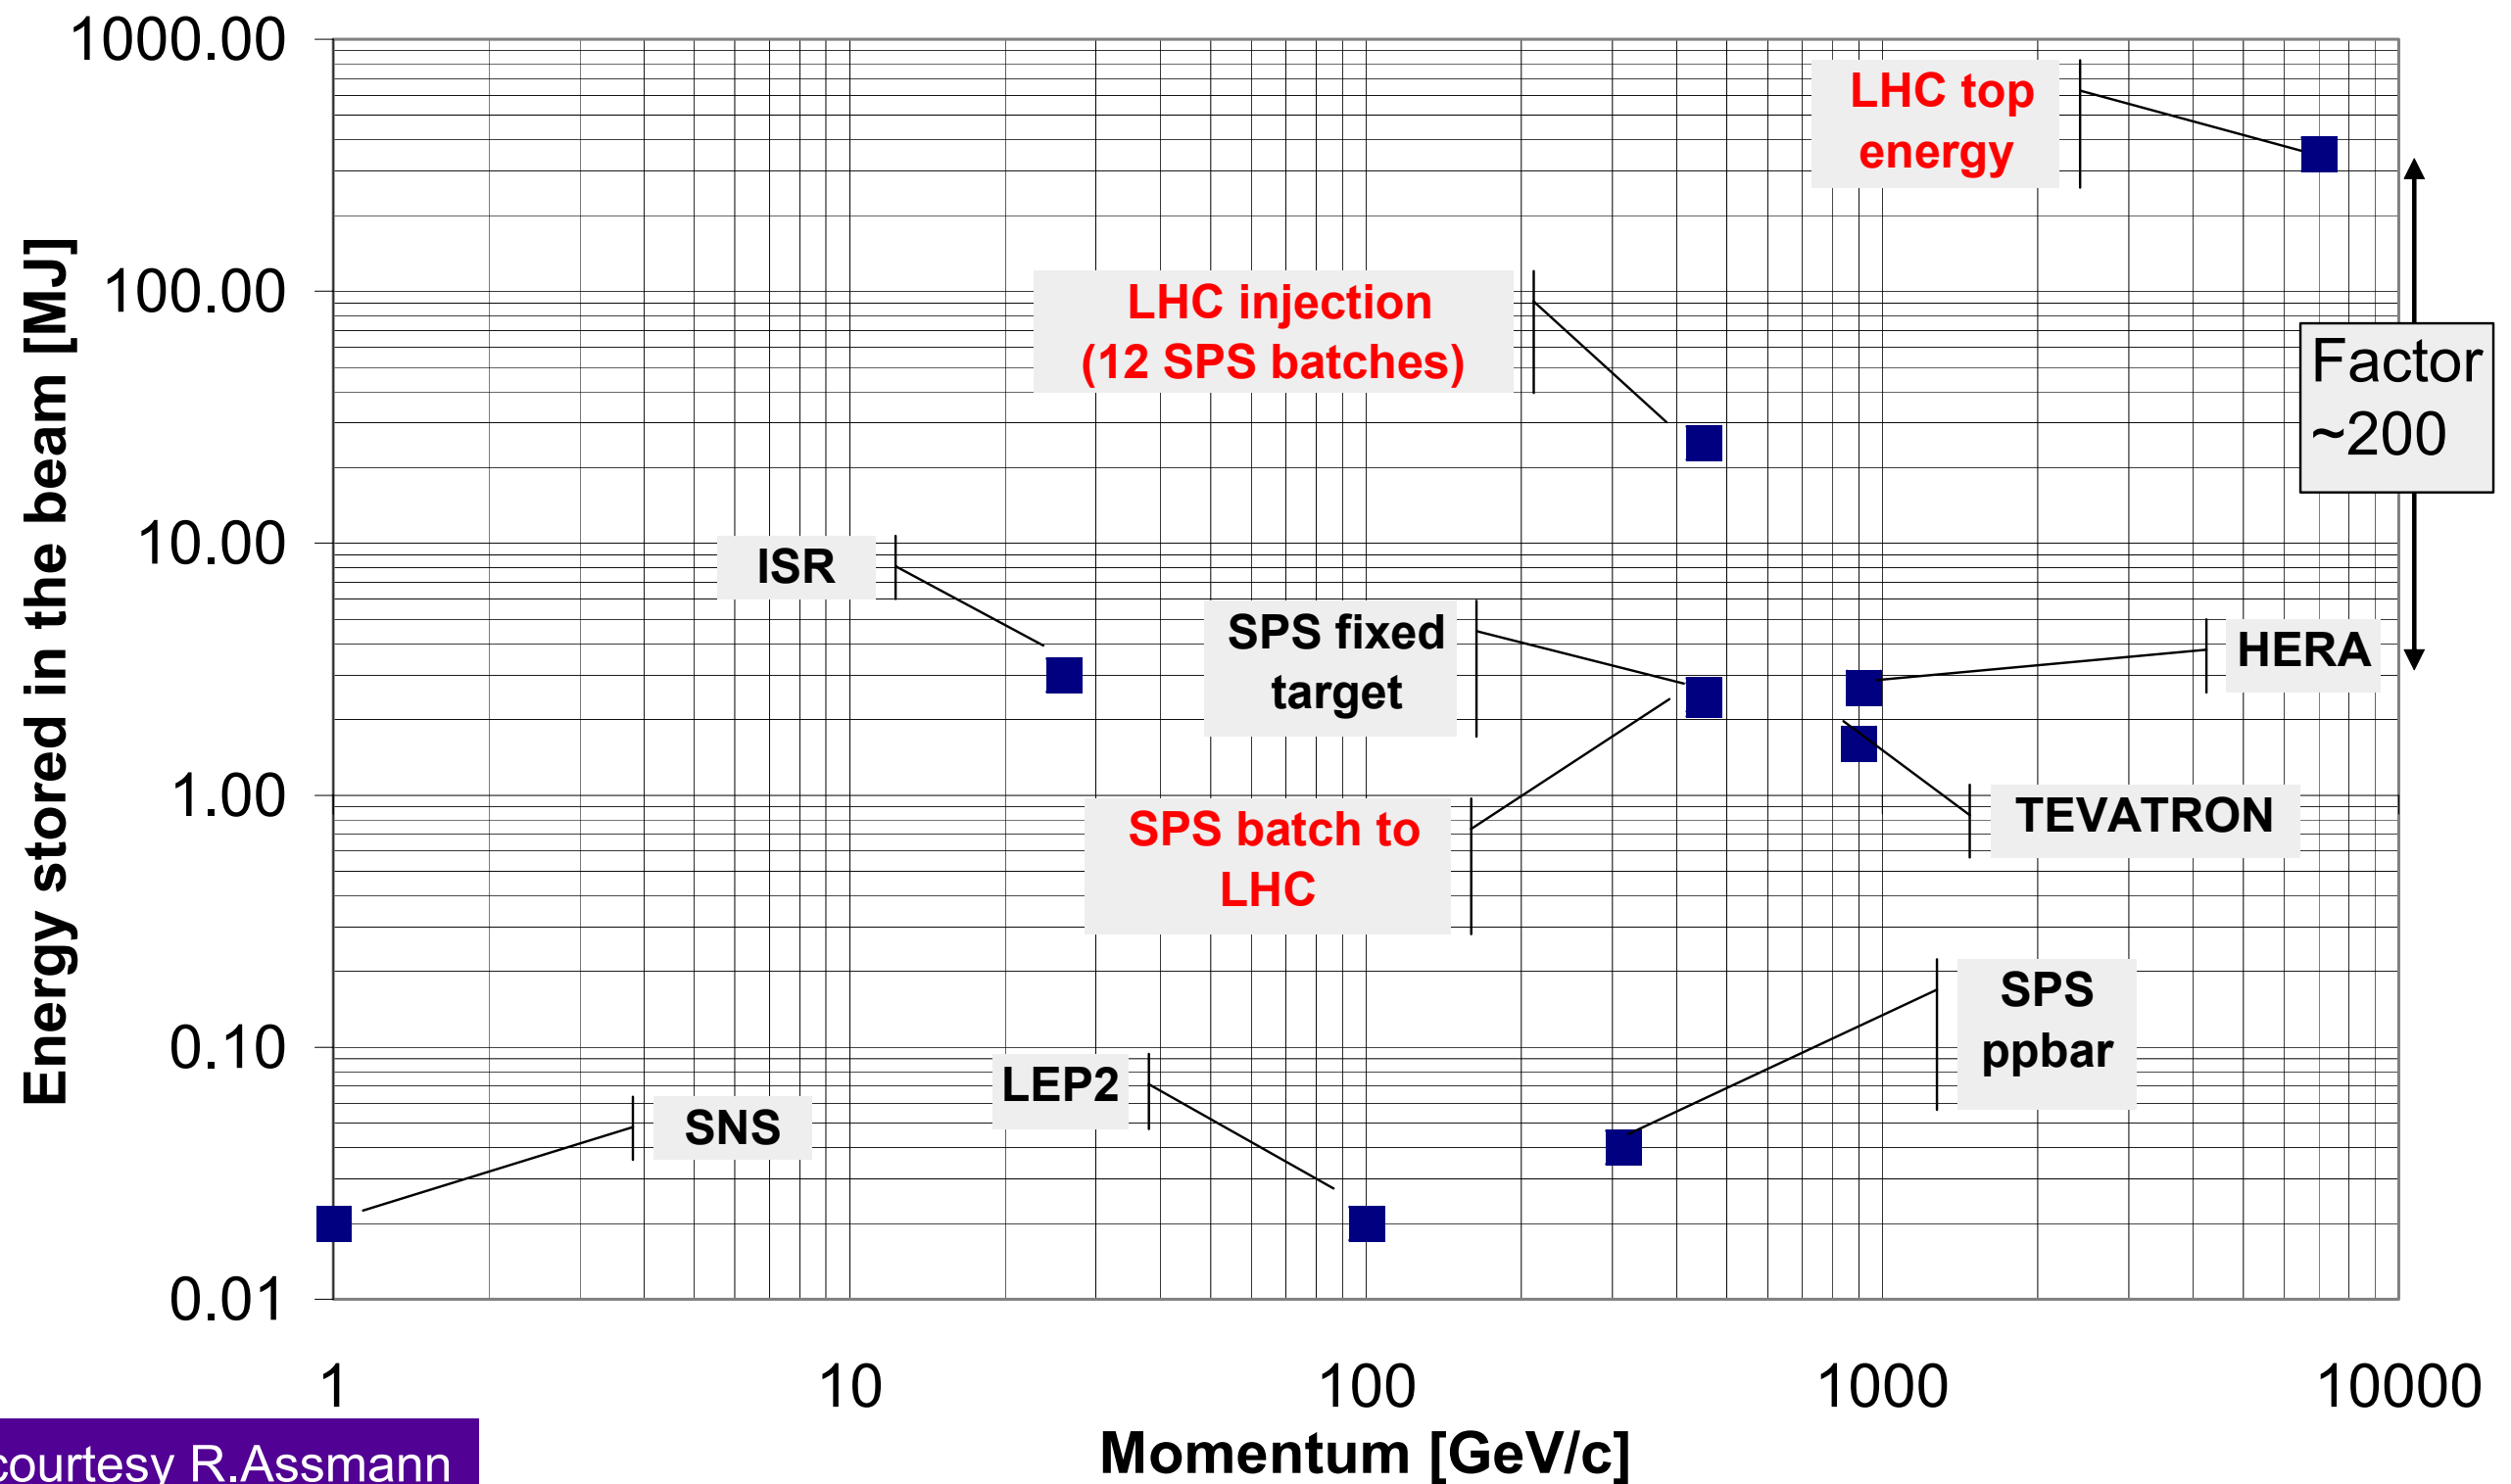 1000.00
100.00
10.00
1.00
0.10
0.01
Energy stored in the beam [MJ]
LHC top
energy
LHC injection
(12 SPS batches)
Factor
~200
ISR
SPS fixed
target
HERA
TEVATRON
SPS batch to
LHC
SPS
ppbar
LEP2
SNS
1
10
100
1000
10000
Momentum [GeV/c]
courtesy R.Assmann